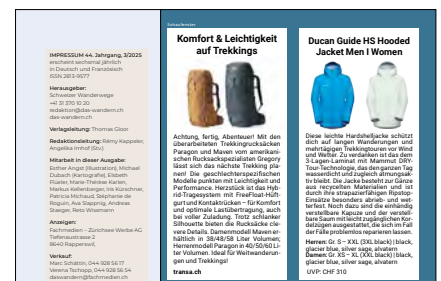 IMPRESSUM 44. Jahrgang, 3/2025
erscheint sechsmal jährlich
in Deutsch und Französisch
ISSN 2813-9577
Herausgeber:
Schweizer Wanderwege
+41 31 370 10 20
redaktion@das-wandern.ch
das-wandern.ch
Verlagsleitung: Thomas Gloor
Redaktionsleitung: Rémy Kappeler,
Angelika Imhof (Stv.)
Mitarbeit in dieser Ausgabe:
Esther Angst (Illustration), Michael
Dubach (Kartografie), Elsbeth
Flüeler, Marie-Thérèse Karlen,
Markus Kellenberger, Iris Kürschner,
Patricia Michaud, Stéphanie de
Roguin, Ava Slappnig, Andreas
Staeger, Reto Wissmann
Anzeigen:
Fachmedien – Zürichsee Werbe AG
Tiefenaustrasse 2
8640 Rapperswil,
Verkauf:
Marc Schättin, 044 928 56 17
Verena Tschopp, 044 928 56 54
daswandern@fachmedien.ch
Schaufenster
Komfort & Leichtigkeit
auf Trekkings
Achtung, fertig, Abenteuer! Mit den
überarbeiteten Trekkingrucksäcken
Paragon und Maven vom amerikani-
schen Rucksackspezialisten Gregory
lässt sich das nächste Trekking pla-
nen! Die geschlechterspezifischen
Modelle punkten mit Leichtigkeit und
Performance. Herzstück ist das Hyb-
rid-Tragesystem mit FreeFloat-Hüft-
gurt und Kontaktrücken – für Komfort
und optimale Lastübertragung, auch
bei voller Ladung. Trotz schlanker
Silhouette bieten die Rucksäcke cle-
vere Details. Damenmodell Maven er-
hältlich in 38/48/58 Liter Volumen;
Herrenmodell Paragon in 40/50/60 Li-
ter Volumen. Ideal für Weitwanderun-
gen und Trekkings!
transa.ch
Ducan Guide HS Hooded
Jacket Men I Women
Diese leichte Hardshelljacke schützt
dich auf langen Wanderungen und
mehrtägigen Trekkingtouren vor Wind
und Wetter. Zu verdanken ist das dem
3-Lagen-Laminat mit Mammut DRY-
Tour-Technologie, das den ganzen Tag
wasserdicht und zugleich atmungsak-
tiv bleibt. Die Jacke besteht zur Gänze
aus recycelten Materialien und ist
durch ihre strapazierfähigen Ripstop-
Einsätze besonders abrieb- und wet-
terfest. Noch dazu sind die einhändig
verstellbare Kapuze und der verstell-
bare Saum mit leicht zugänglichen Kor-
delzügen ausgestattet, die sich im Fall
der Fälle problemlos reparieren lassen.
Herren: Gr. S – XXL (3XL black) | black,
glacier blue, silver sage, alvatern
Damen: Gr. XS – XL (XXL black) | black,
glacier blue, silver sage, alvatern
UVP: CHF 310